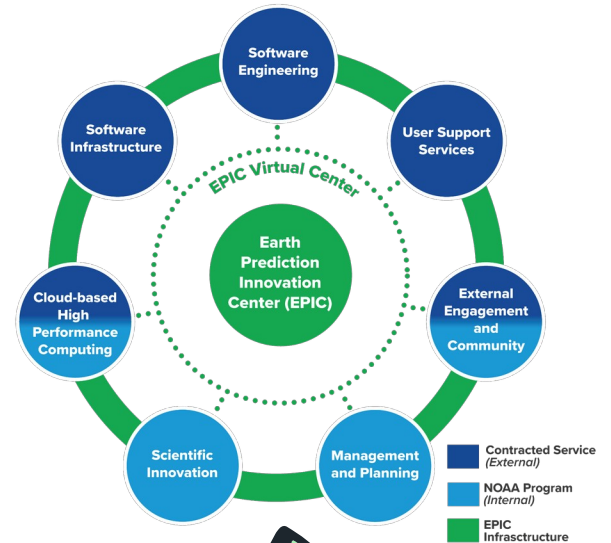 Software
Engineering
Software
Infrastructure
User Support
Services
EPIC Virtual Center
Earth
Prediction
Innovation
Center (EPIC)
Cloud-based
High
Performance
Computing
External
Engagement
and
Community
Scientific
Innovation
Management
and Planning
Contracted Service
(External)
NOAA Program
(Internal)
EPIC
Infrasctructure